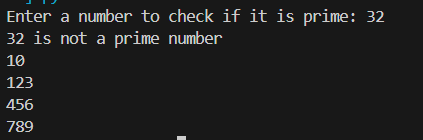 Enter a number to check if it is prime: 32
32 is not a prime number
10
123
456
789